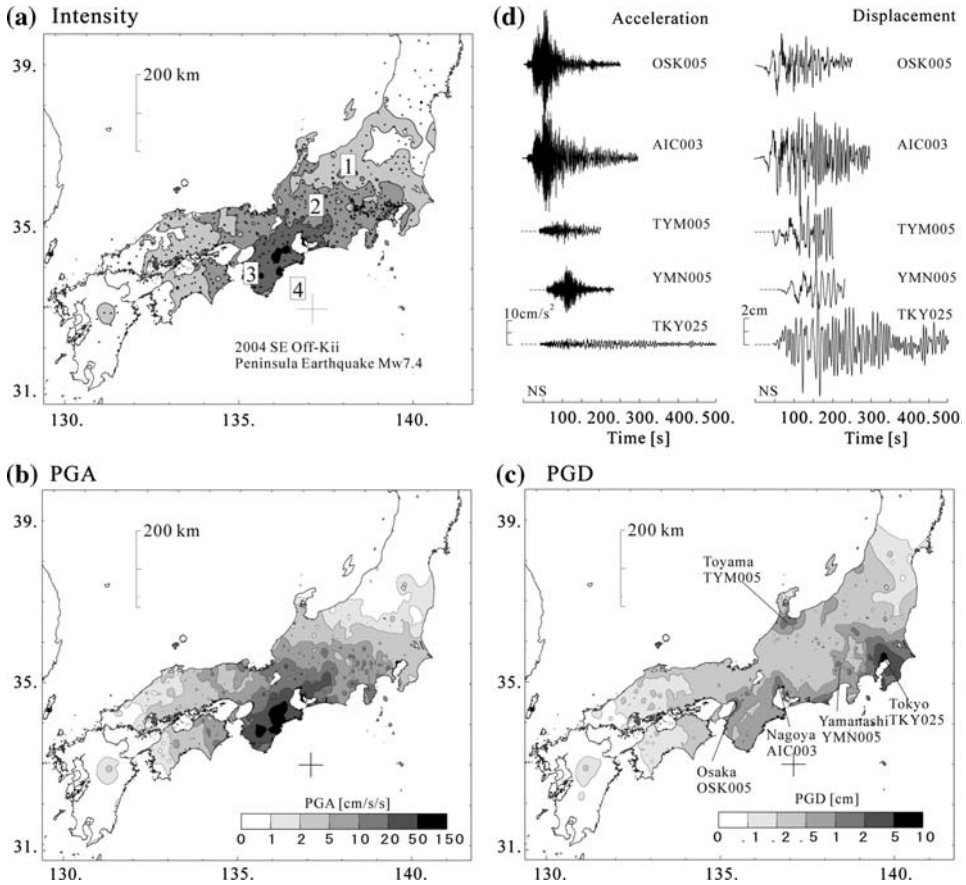 (a) Intensity
39.
35.
31.
200 km
1
2
3
4
2004 SE Off-Kii
Peninsula Earthquake Mw7.4
130. 135. 140.
(d) Acceleration Displacement
OSK005 OSK005
AIC003 AIC003
TYM005 TYM005
YMN005 YMN005
TKY025 TKY025
10cm/s²
2cm
NS NS
100. 200. 300. 400. 500. 100. 200. 300. 400. 500.
Time [s] Time [s]
(b) PGA
39.
35.
31.
200 km
PGA [cm/s/s]
0 1 2 5 10 20 50 150
130. 135. 140.
(c) PGD
39.
35.
31.
200 km
Toyama
TYM005
Tokyo
TKY025
Yamanashi
YMN005
Nagoya
AIC003
Osaka
OSK005
PGD [cm]
0 .1 .2 .5 1 2 5 10
130. 135. 140.